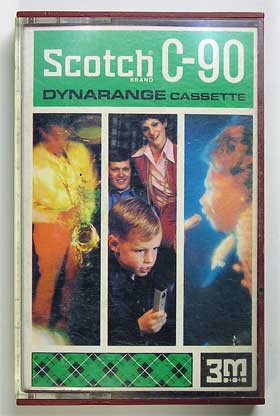 Scotch® C-90
BRAND
DYNARANGE CASSETTE
3M